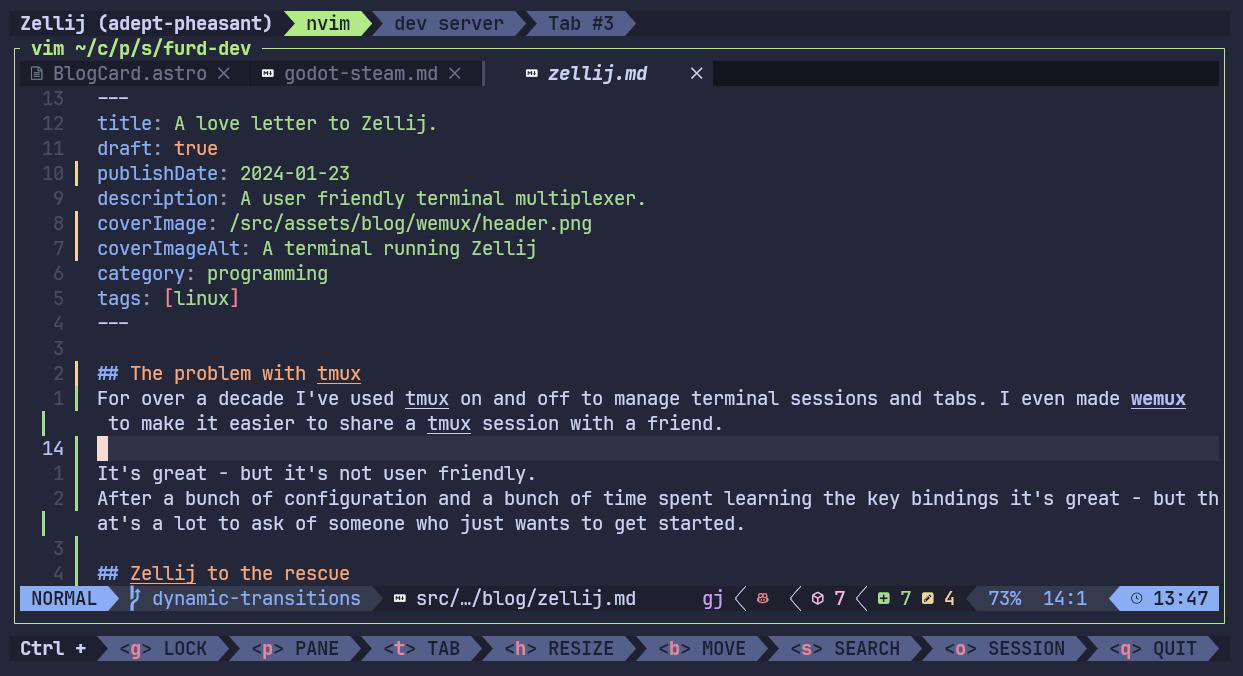 Zellij (adept-pheasant) nvim dev server Tab #3
vim ~/c/p/s/furd-dev
BlogCard.astro godot-steam.md zellij.md
13 ---
12 title: A love letter to Zellij.
11 draft: true
10 publishDate: 2024-01-23
9 description: A user friendly terminal multiplexer.
8 coverImage: /src/assets/blog/wemux/header.png
7 coverImageAlt: A terminal running Zellij
6 category: programming
5 tags: [linux]
4 ---
3
2 ## The problem with tmux
1 For over a decade I've used tmux on and off to manage terminal sessions and tabs. I even made wemux
to make it easier to share a tmux session with a friend.
14
1 It's great - but it's not user friendly.
2 After a bunch of configuration and a bunch of time spent learning the key bindings it's great - but th
at's a lot to ask of someone who just wants to get started.
3
4 ## Zellij to the rescue
NORMAL dynamic-transitions src/…/blog/zellij.md gj 7 7 4 73% 14:1 13:47
Ctrl + <g> LOCK <p> PANE <t> TAB <h> RESIZE <b> MOVE <s> SEARCH <o> SESSION <q> QUIT